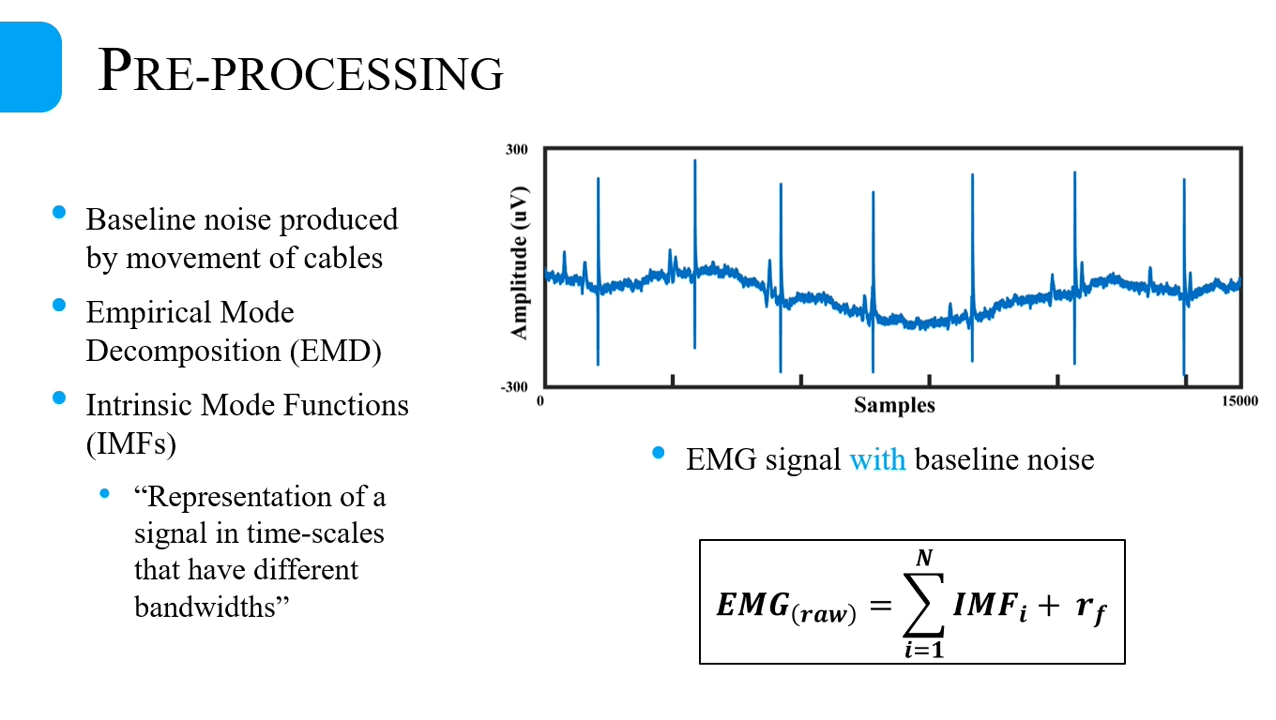 PRE-PROCESSING
Baseline noise produced
by movement of cables
Empirical Mode
Decomposition (EMD)
Intrinsic Mode Functions
(IMFs)
“Representation of a
signal in time-scales
that have different
bandwidths”
300
Amplitude (uV)
-300
0
Samples
15000
EMG signal with baseline noise
EMG(raw) = ∑_{i=1}^{N} IMF_i + r_f